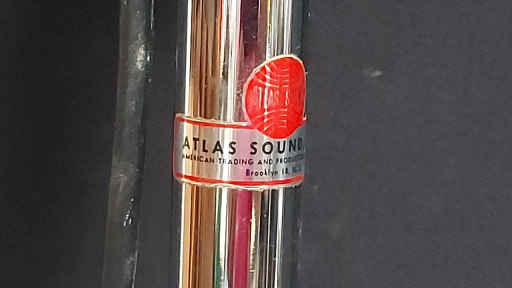 ATLAS
ATLAS SOUND
AMERICAN TRADING AND PRODUCTION
Brooklyn 18, N.Y.